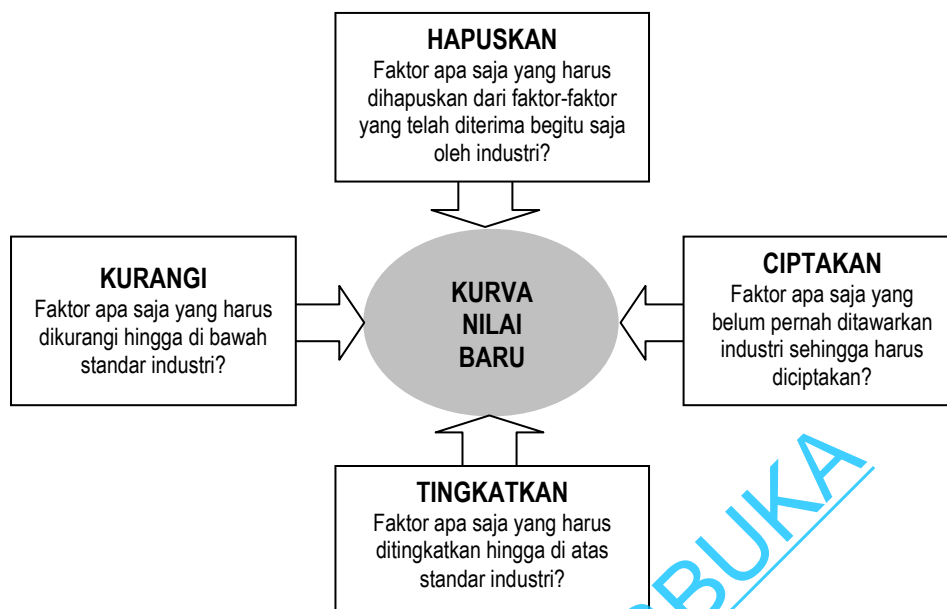 HAPUSKAN
Faktor apa saja yang harus
dihapuskan dari faktor-faktor
yang telah diterima begitu saja
oleh industri?
KURANGI
Faktor apa saja yang harus
dikurangi hingga di bawah
standar industri?
KURVA
NILAI
BARU
CIPTAKAN
Faktor apa saja yang
belum pernah ditawarkan
industri sehingga harus
diciptakan?
TINGKATKAN
Faktor apa saja yang harus
ditingkatkan hingga di atas
standar industri?